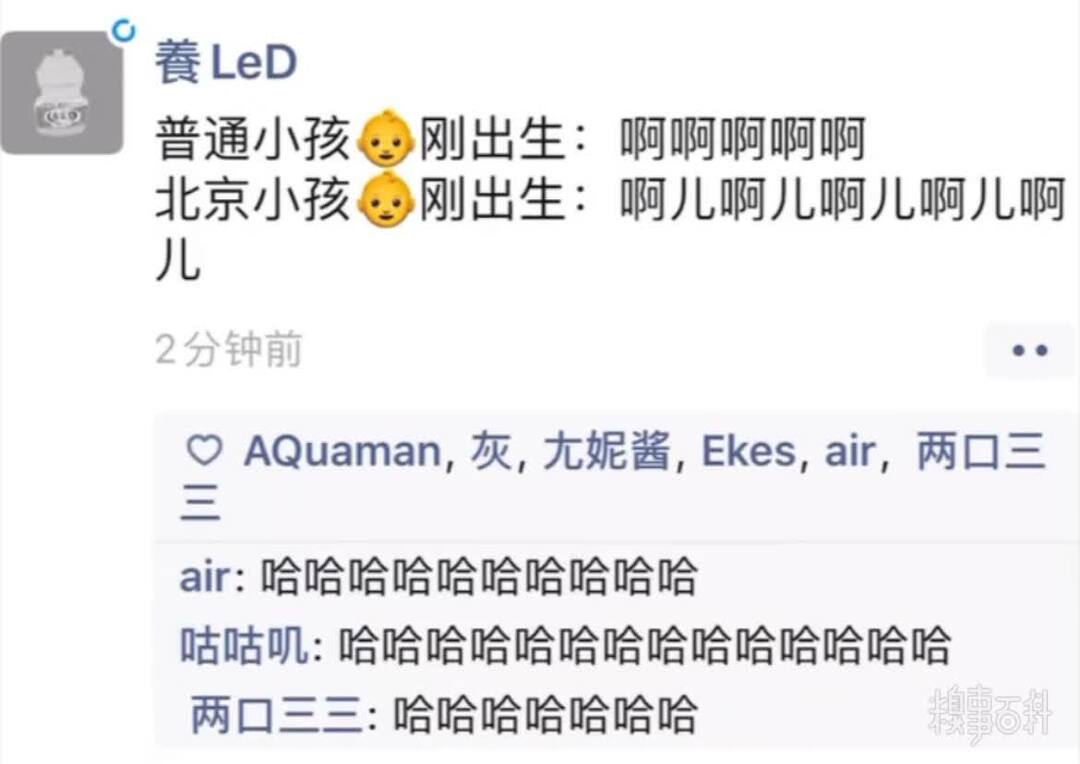 養LeD
普通小孩👶刚出生：啊啊啊啊啊
北京小孩👶刚出生：啊儿啊儿啊儿啊儿啊
儿
2分钟前
AQuaman, 灰, 尢妮酱, Ekes, air, 两口三
三
air: 哈哈哈哈哈哈哈哈哈哈
咕咕叽: 哈哈哈哈哈哈哈哈哈哈哈哈哈哈
两口三三: 哈哈哈哈哈哈哈
糗事百科